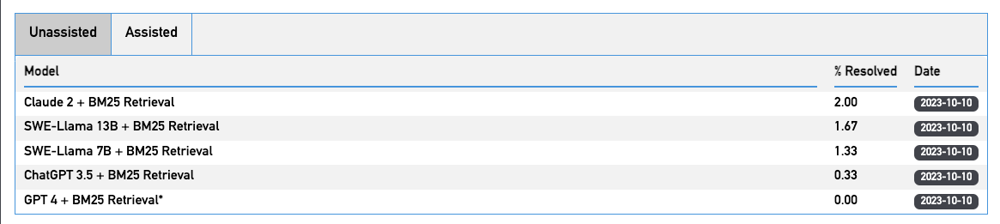 Unassisted Assisted
Model % Resolved Date
Claude 2 + BM25 Retrieval 2.00 2023-10-10
SWE-Llama 13B + BM25 Retrieval 1.67 2023-10-10
SWE-Llama 7B + BM25 Retrieval 1.33 2023-10-10
ChatGPT 3.5 + BM25 Retrieval 0.33 2023-10-10
GPT 4 + BM25 Retrieval* 0.00 2023-10-10